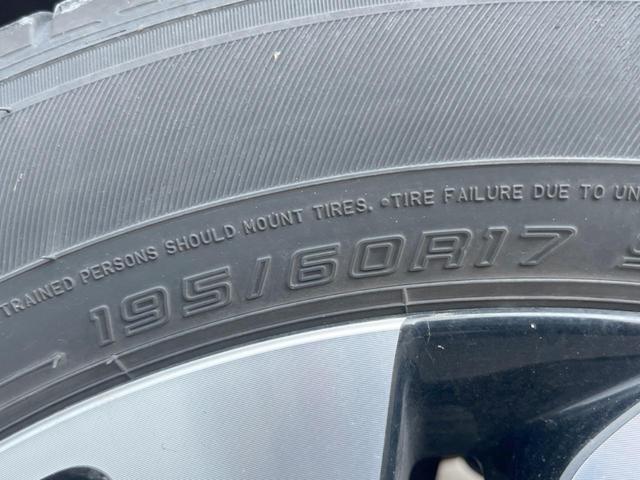 TRAINED PERSONS SHOULD MOUNT TIRES. •TIRE FAILURE DUE TO UN
195/60R17